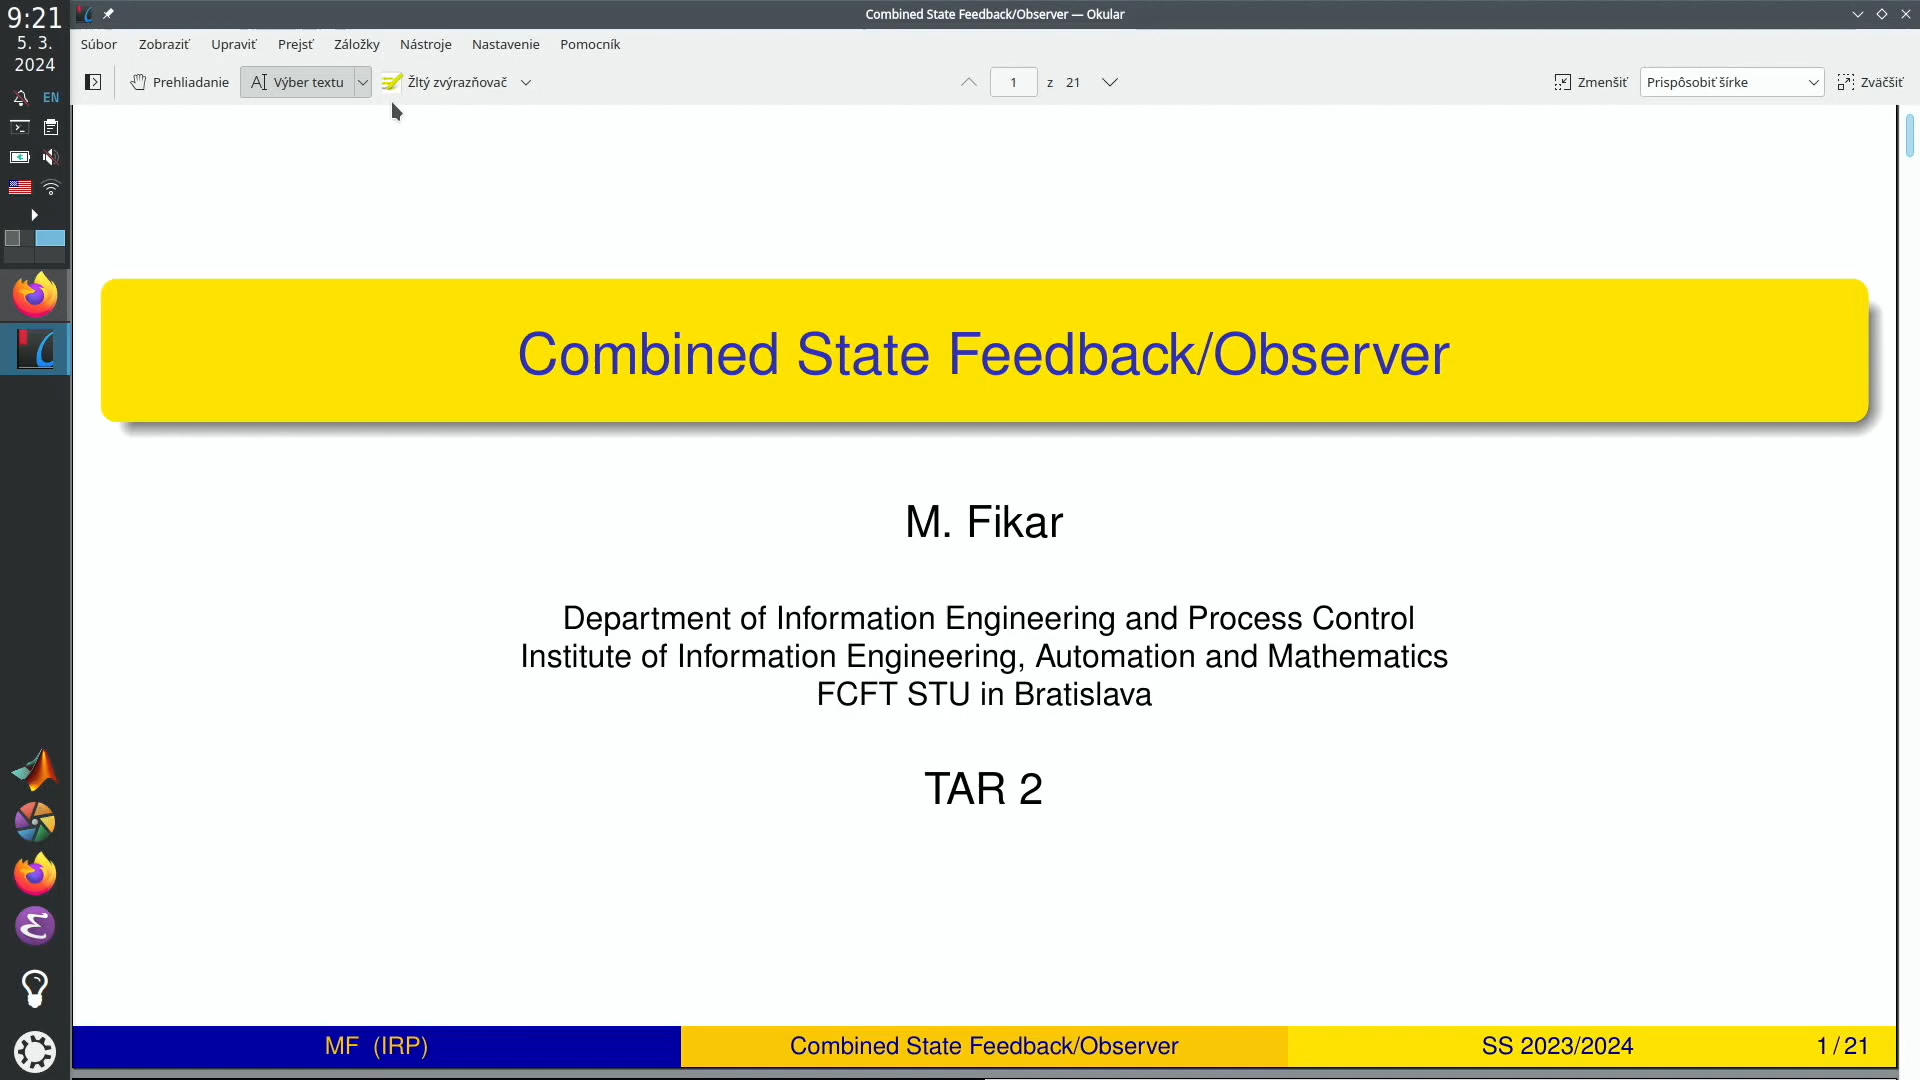 9:21
5. 3.
2024
EN
Combined State Feedback/Observer — Okular
Súbor Zobraziť Upraviť Prejsť Záložky Nástroje Nastavenie Pomocník
Prehliadanie Výber textu Žltý zvýrazňovač 1 z 21 Zmenšiť Prispôsobiť šírke Zväčšiť
Combined State Feedback/Observer
M. Fikar
Department of Information Engineering and Process Control
Institute of Information Engineering, Automation and Mathematics
FCFT STU in Bratislava
TAR 2
MF (IRP) Combined State Feedback/Observer SS 2023/2024 1 / 21